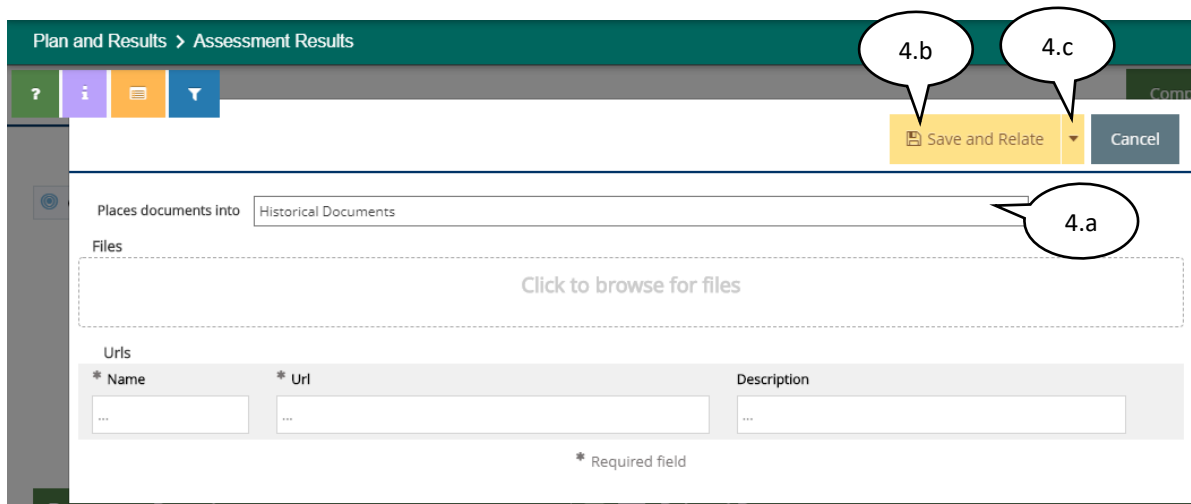 Plan and Results > Assessment Results
4.b
4.c
?
i
Comp
Save and Relate
Cancel
Places documents into
Historical Documents
4.a
Files
Click to browse for files
Urls
* Name
* Url
Description
...
...
...
* Required field